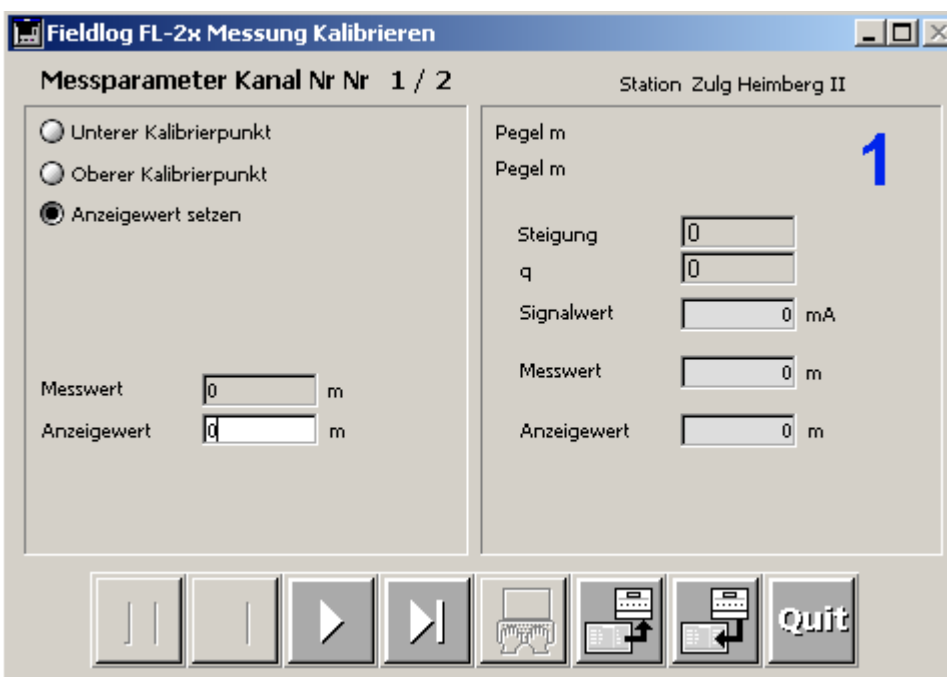 Fieldlog FL-2x Messung Kalibrieren
Messparameter Kanal Nr Nr 1 / 2
Station Zulg Heimberg II
Unterer Kalibrierpunkt
Oberer Kalibrierpunkt
Anzeigewert setzen
Messwert 0 m
Anzeigewert 0 m
Pegel m
Pegel m
1
Steigung 0
q 0
Signalwert 0 mA
Messwert 0 m
Anzeigewert 0 m
Quit